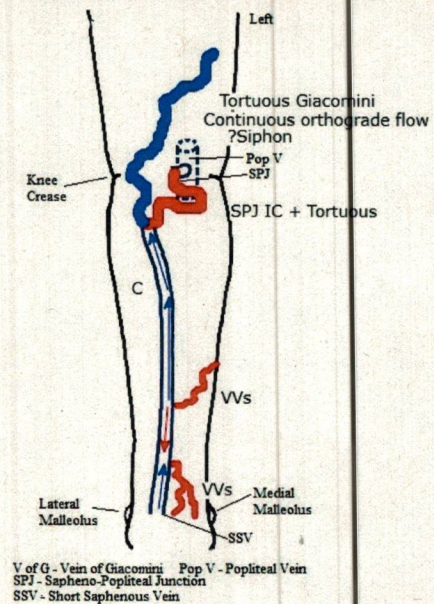 Left
Tortuous Giacomini
Continuous orthograde flow
?Siphon
Pop V
SPJ
Knee
Crease
SPJ IC + Tortuous
C
VVs
VVs
Lateral
Malleolus
Medial
Malleolus
SSV
V of G - Vein of Giacomini Pop V - Popliteal Vein
SPJ - Sapheno-Popliteal Junction
SSV - Short Saphenous Vein